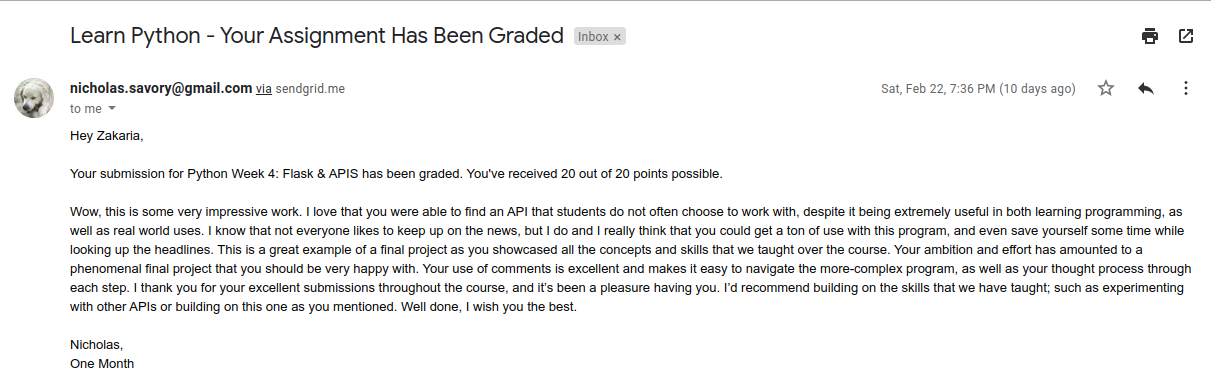 Learn Python - Your Assignment Has Been Graded Inbox ×
nicholas.savory@gmail.com via sendgrid.me Sat, Feb 22, 7:36 PM (10 days ago)
to me
Hey Zakaria,
Your submission for Python Week 4: Flask & APIS has been graded. You've received 20 out of 20 points possible.
Wow, this is some very impressive work. I love that you were able to find an API that students do not often choose to work with, despite it being extremely useful in both learning programming, as
well as real world uses. I know that not everyone likes to keep up on the news, but I do and I really think that you could get a ton of use with this program, and even save yourself some time while
looking up the headlines. This is a great example of a final project as you showcased all the concepts and skills that we taught over the course. Your ambition and effort has amounted to a
phenomenal final project that you should be very happy with. Your use of comments is excellent and makes it easy to navigate the more-complex program, as well as your thought process through
each step. I thank you for your excellent submissions throughout the course, and it's been a pleasure having you. I'd recommend building on the skills that we have taught; such as experimenting
with other APIs or building on this one as you mentioned. Well done, I wish you the best.
Nicholas,
One Month